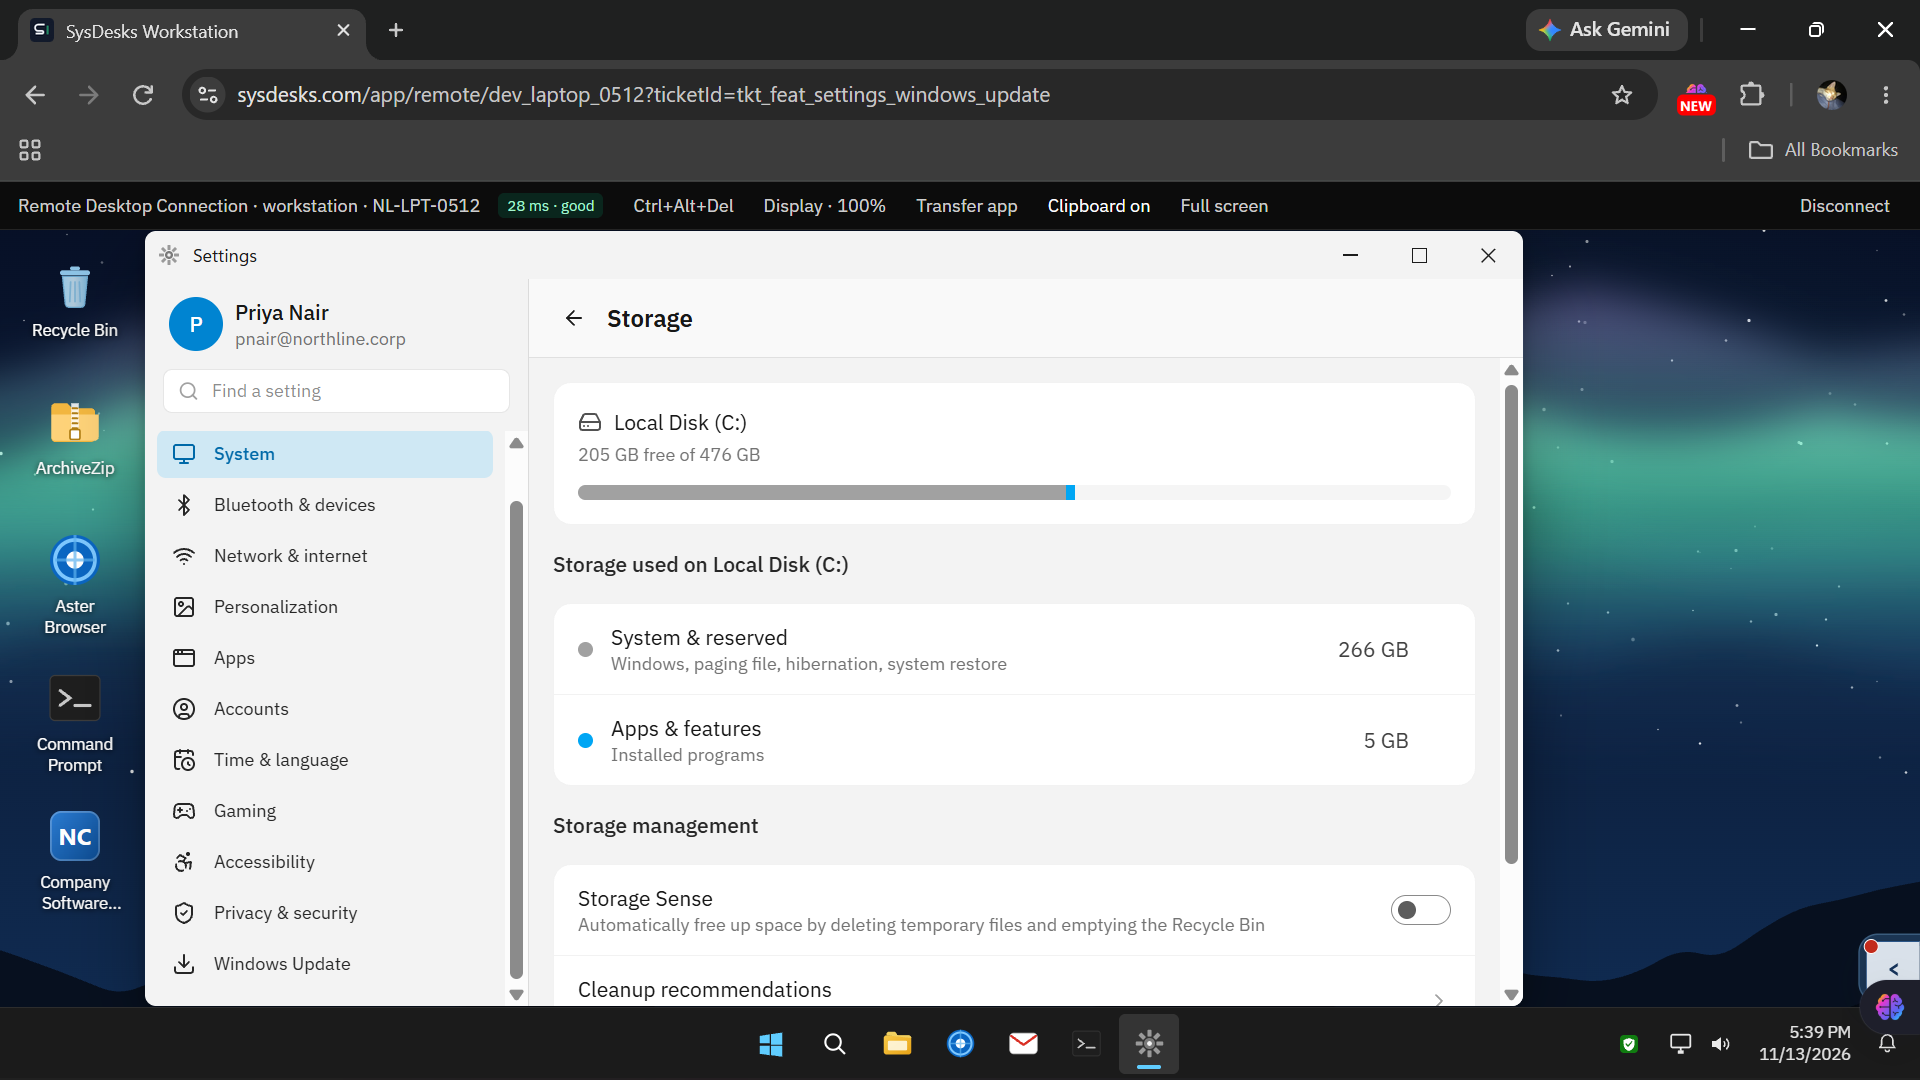 SysDesks Workstation
Ask Gemini
sysdesks.com/app/remote/dev_laptop_0512?ticketId=tkt_feat_settings_windows_update
NEW
All Bookmarks
Remote Desktop Connection · workstation · NL-LPT-0512
28 ms · good
Ctrl+Alt+Del
Display · 100%
Transfer app
Clipboard on
Full screen
Disconnect
Recycle Bin
ArchiveZip
Aster
Browser
Command
Prompt
NC
Company
Software...
Settings
P
Priya Nair
pnair@northline.corp
Find a setting
System
Bluetooth & devices
Network & internet
Personalization
Apps
Accounts
Time & language
Gaming
Accessibility
Privacy & security
Windows Update
Storage
Local Disk (C:)
205 GB free of 476 GB
Storage used on Local Disk (C:)
System & reserved
Windows, paging file, hibernation, system restore
266 GB
Apps & features
Installed programs
5 GB
Storage management
Storage Sense
Automatically free up space by deleting temporary files and emptying the Recycle Bin
Cleanup recommendations
5:39 PM
11/13/2026